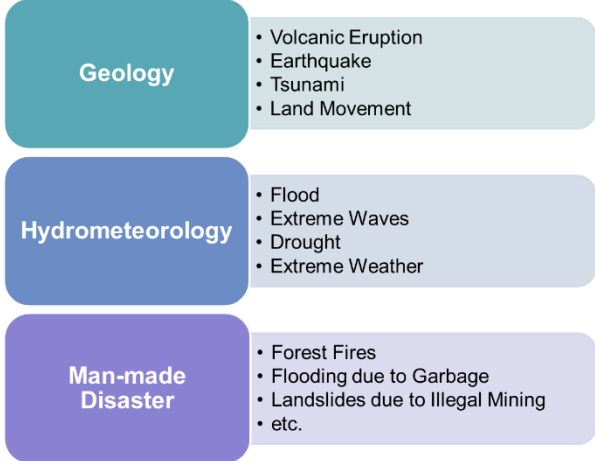 Geology
• Volcanic Eruption
• Earthquake
• Tsunami
• Land Movement
Hydrometeorology
• Flood
• Extreme Waves
• Drought
• Extreme Weather
Man-made
Disaster
• Forest Fires
• Flooding due to Garbage
• Landslides due to Illegal Mining
• etc.